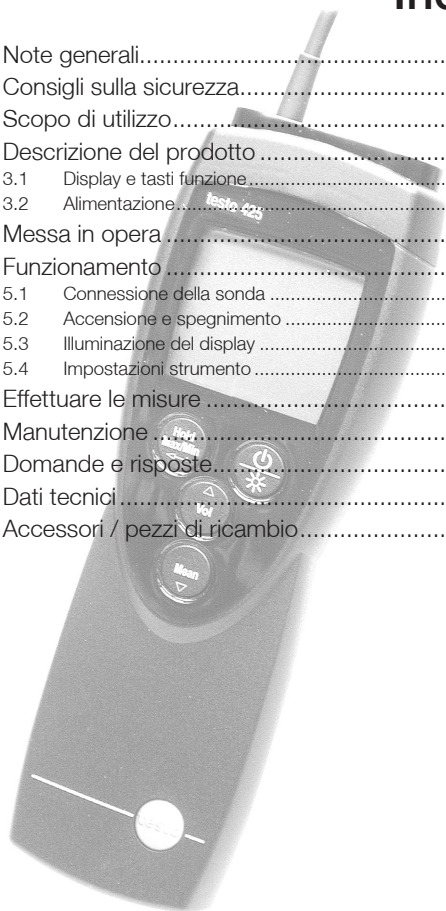 Note generali......................
Consigli sulla sicurezza......................
Scopo di utilizzo......................
Descrizione del prodotto ......................
3.1 Display e tasti funzione......................
3.2 Alimentazione......................
testo 425
Messa in opera ......................
Funzionamento ......................
5.1 Connessione della sonda ......................
5.2 Accensione e spegnimento ......................
5.3 Illuminazione del display ......................
5.4 Impostazioni strumento ......................
Effettuare le misure ......................
Manutenzione ......................
Hold
Max/Min
Domande e risposte......................
Dati tecnici ......................
Vol
Accessori / pezzi di ricambio......................
Mean
testo